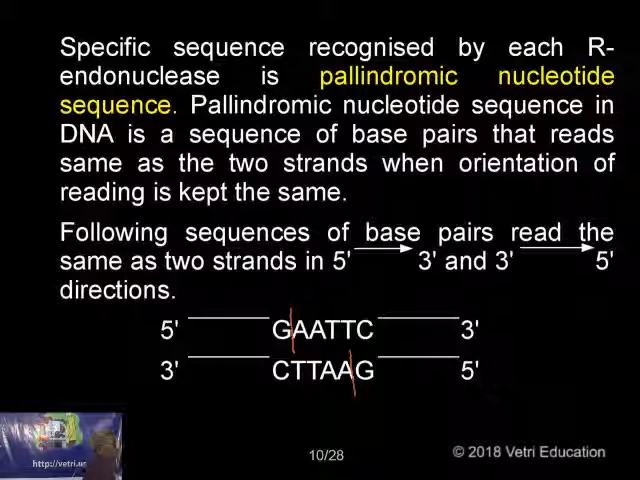 Specific sequence recognised by each R-
endonuclease is pallindromic nucleotide
sequence. Pallindromic nucleotide sequence in
DNA is a sequence of base pairs that reads
same as the two strands when orientation of
reading is kept the same.
Following sequences of base pairs read the
same as two strands in 5' 3' and 3' 5'
directions.
5' GAATTC 3'
3' CTTAAG 5'
10/28
© 2018 Vetri Education